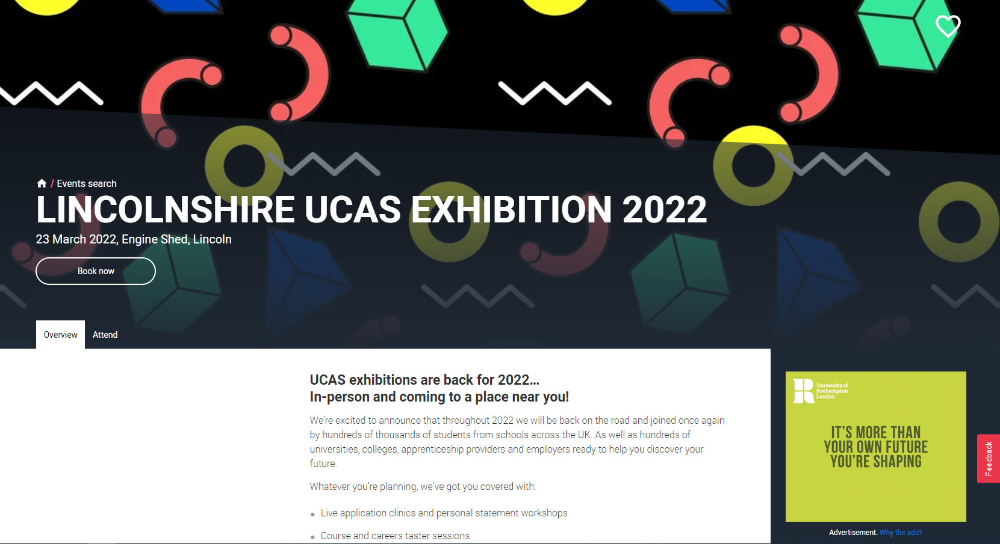 / Events search
LINCOLNSHIRE UCAS EXHIBITION 2022
23 March 2022, Engine Shed, Lincoln
Book now
Overview
Attend
UCAS exhibitions are back for 2022...
In-person and coming to a place near you!
We're excited to announce that throughout 2022 we will be back on the road and joined once again
by hundreds of thousands of students from schools across the UK. As well as hundreds of
universities, colleges, apprenticeship providers and employers ready to help you discover your
future.
Whatever you're planning, we've got you covered with:
Live application clinics and personal statement workshops
Course and careers taster sessions
R
University of
Roehampton
London
IT'S MORE THAN
YOUR OWN FUTURE
YOU'RE SHAPING
Advertisement. Why the ads?
Feedback